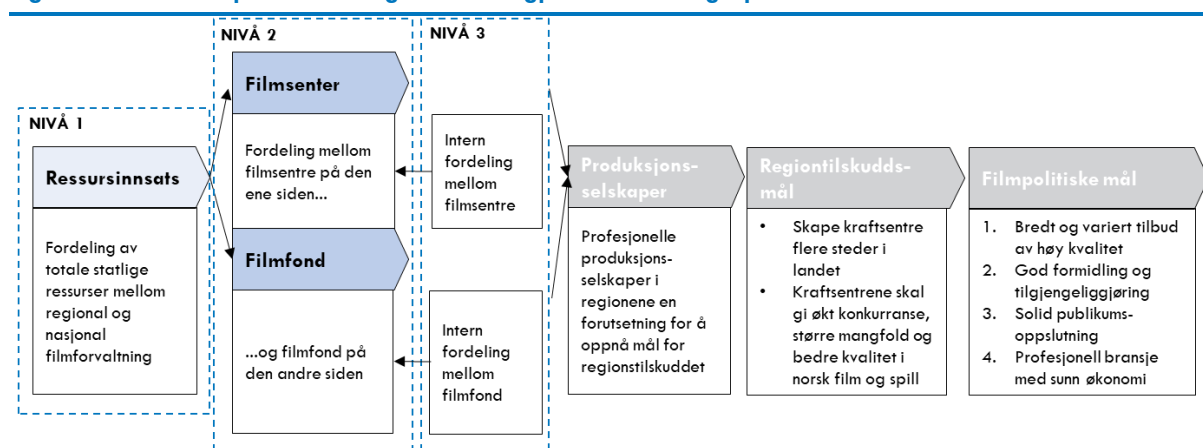 NIVÅ 1
Ressursinnsats
Fordeling av
totale statlige
ressurser mellom
regional og
nasjonal
filmforvaltning
NIVÅ 2
Filmsenter
Fordeling mellom
filmsentre på den
ene siden...
Filmfond
...og filmfond på
den andre siden
NIVÅ 3
Intern
fordeling
mellom
filmsentre
Intern
fordeling
mellom
filmfond
Produksjons-
selskaper
Profesjonelle
produksjons-
selskaper i
regionene en
forutsetning for å
oppnå mål for
regionstilskuddet
Regiontilskudds-
mål
• Skape kraftsentre
flere steder i
landet
• Kraftsentrene skal
gi økt konkurranse,
større mangfold og
bedre kvalitet i
norsk film og spill
Filmpolitiske mål
1. Bredt og variert tilbud
av høy kvalitet
2. God formidling og
tilgjengeliggjøring
3. Solid publikums-
oppslutning
4. Profesjonell bransje
med sunn økonomi